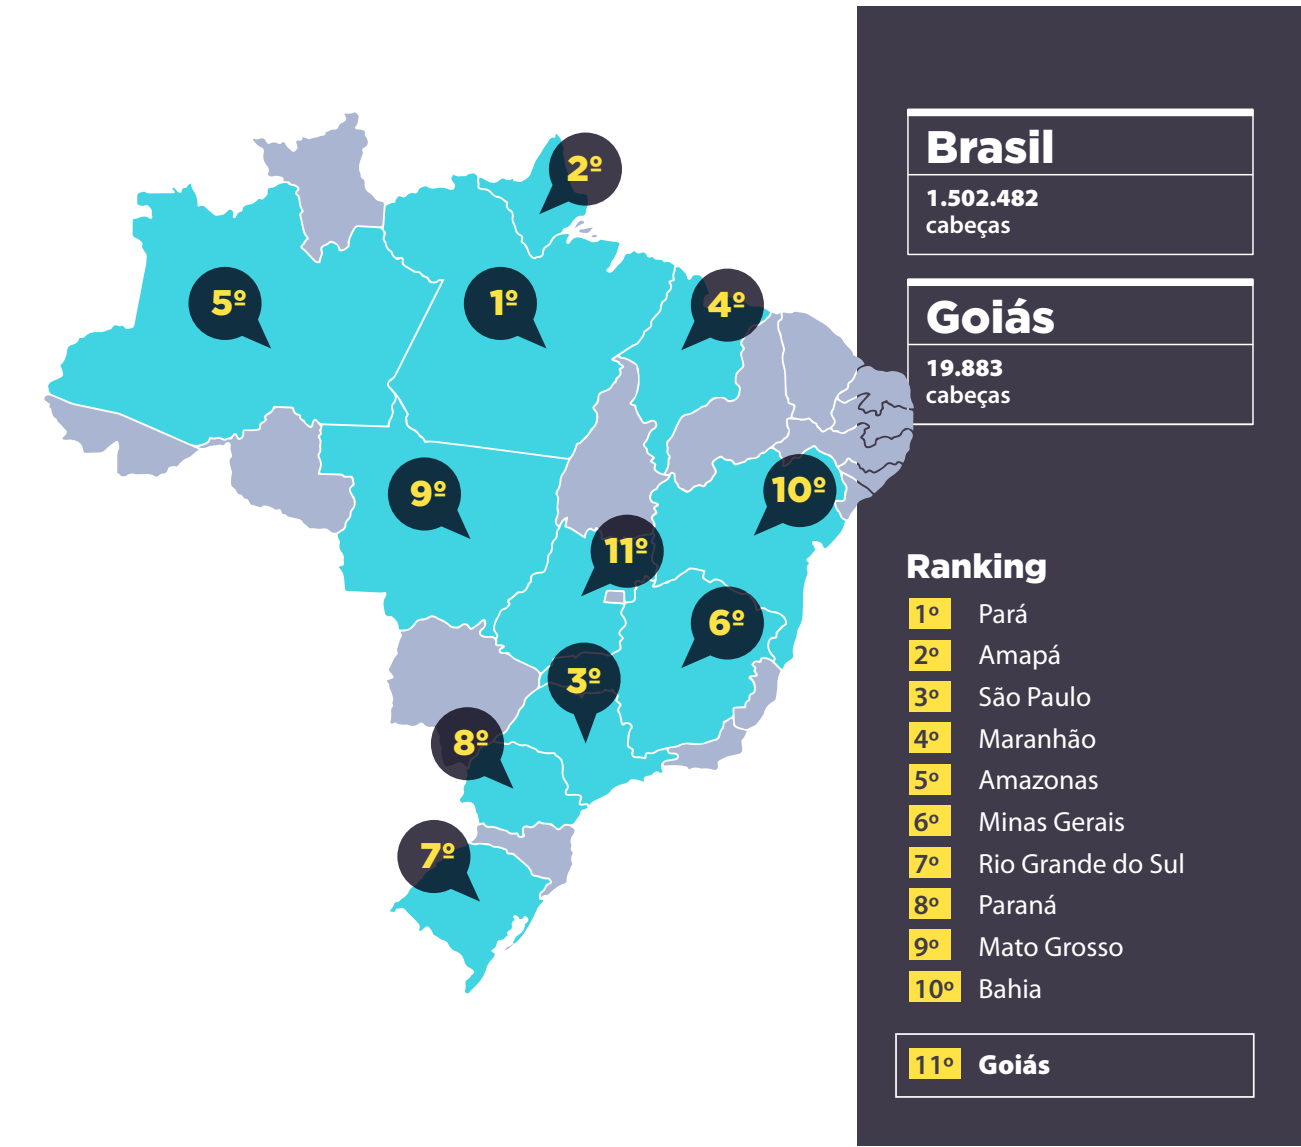 2º
5º
1º
4º
9º
10º
11º
6º
3º
8º
7º
Brasil
1.502.482
cabeças
Goiás
19.883
cabeças
Ranking
1º Pará
2º Amapá
3º São Paulo
4º Maranhão
5º Amazonas
6º Minas Gerais
7º Rio Grande do Sul
8º Paraná
9º Mato Grosso
10º Bahia
11º Goiás